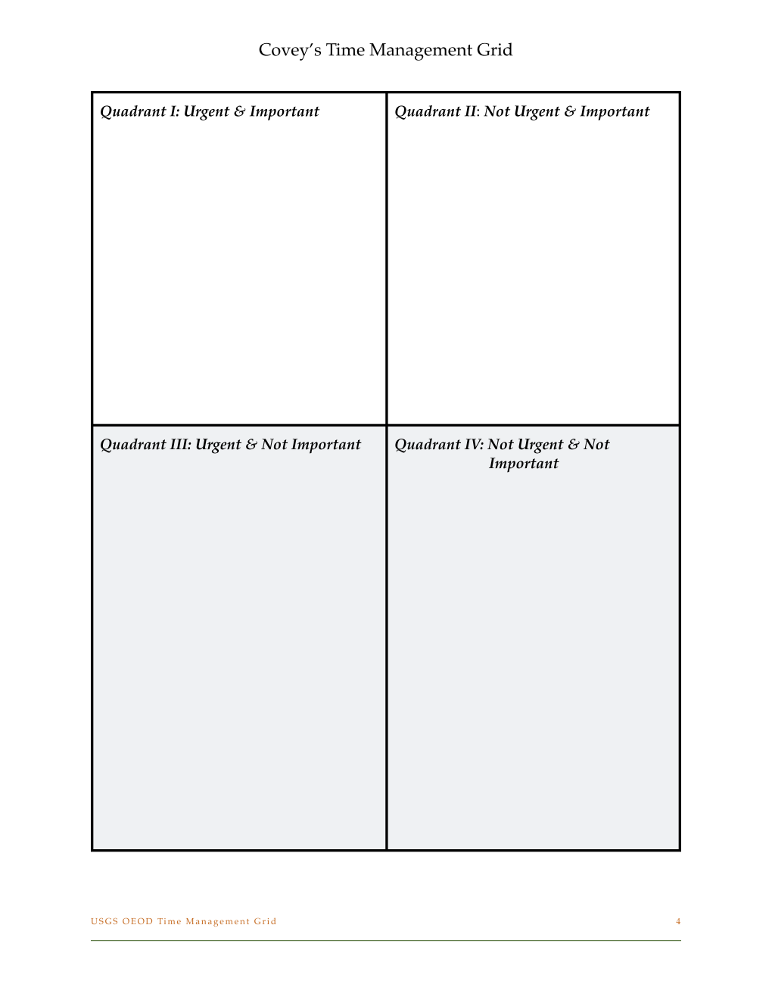 Covey’s Time Management Grid
Quadrant I: Urgent & Important
Quadrant II: Not Urgent & Important
Quadrant III: Urgent & Not Important
Quadrant IV: Not Urgent & Not
Important
USGS OEOD Time Management Grid 4